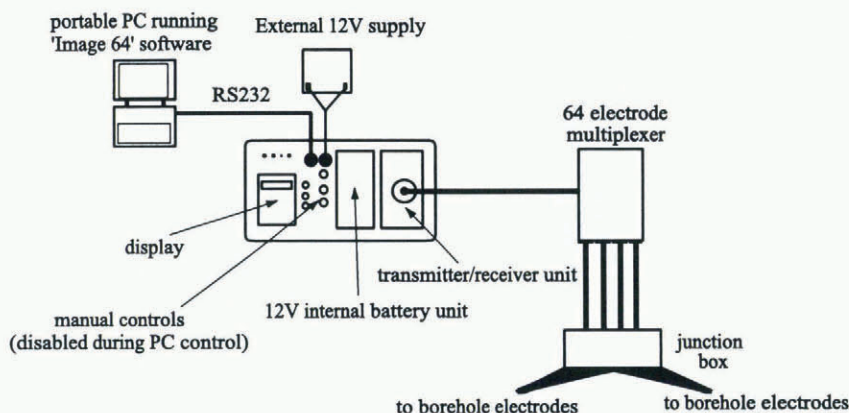 portable PC running
'Image 64' software
External 12V supply
RS232
64 electrode
multiplexer
display
transmitter/receiver unit
12V internal battery unit
manual controls
(disabled during PC control)
junction
box
to borehole electrodes
to borehole electrodes